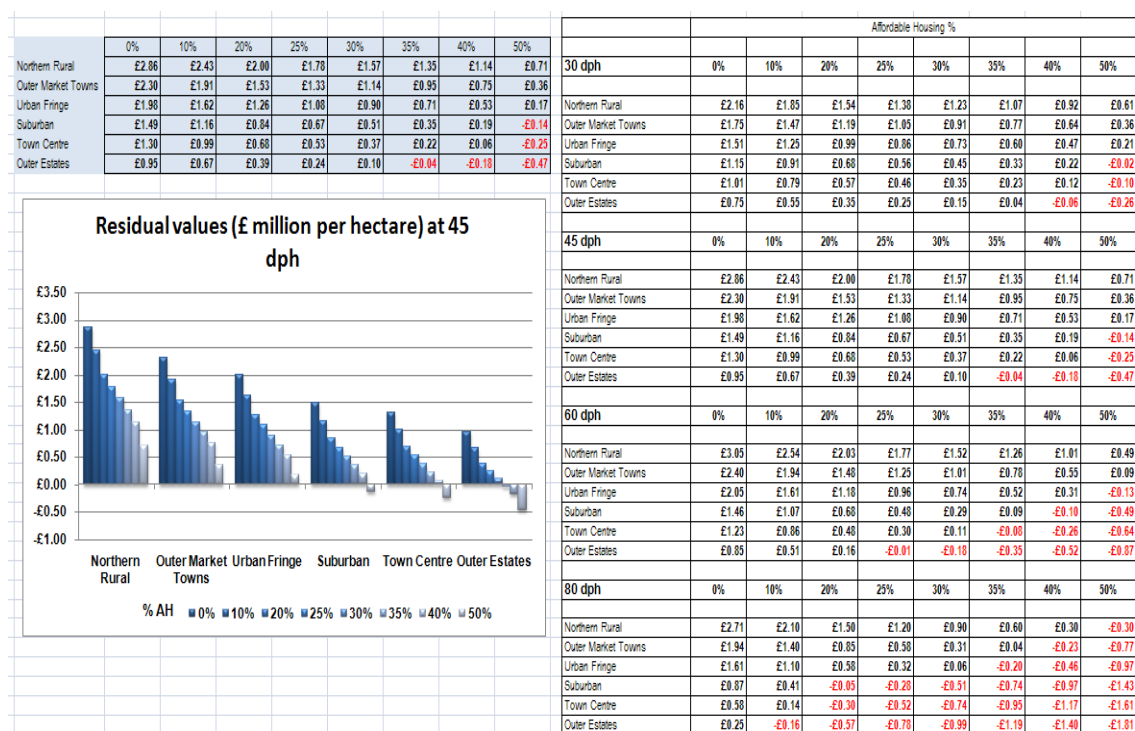 0% 10% 20% 25% 30% 35% 40% 50%
Northern Rural £2.86 £2.43 £2.00 £1.78 £1.57 £1.35 £1.14 £0.71
Outer Market Towns £2.30 £1.91 £1.53 £1.33 £1.14 £0.95 £0.75 £0.36
Urban Fringe £1.98 £1.62 £1.26 £1.08 £0.90 £0.71 £0.53 £0.17
Suburban £1.49 £1.16 £0.84 £0.67 £0.51 £0.35 £0.19 -£0.14
Town Centre £1.30 £0.99 £0.68 £0.53 £0.37 £0.22 £0.06 -£0.25
Outer Estates £0.95 £0.67 £0.39 £0.24 £0.10 -£0.04 -£0.18 -£0.47
Residual values (£ million per hectare) at 45
dph
£3.50
£3.00
£2.50
£2.00
£1.50
£1.00
£0.50
£0.00
-£0.50
-£1.00
Northern Rural
Outer Market Towns
Urban Fringe
Suburban
Town Centre
Outer Estates
% AH 0% 10% 20% 25% 30% 35% 40% 50%
Affordable Housing %
30 dph 0% 10% 20% 25% 30% 35% 40% 50%
Northern Rural £2.16 £1.85 £1.54 £1.38 £1.23 £1.07 £0.92 £0.61
Outer Market Towns £1.75 £1.47 £1.19 £1.05 £0.91 £0.77 £0.64 £0.36
Urban Fringe £1.51 £1.25 £0.99 £0.86 £0.73 £0.60 £0.47 £0.21
Suburban £1.15 £0.91 £0.68 £0.56 £0.45 £0.33 £0.22 -£0.02
Town Centre £1.01 £0.79 £0.57 £0.46 £0.35 £0.23 £0.12 -£0.10
Outer Estates £0.75 £0.55 £0.35 £0.25 £0.15 £0.04 -£0.06 -£0.26
45 dph 0% 10% 20% 25% 30% 35% 40% 50%
Northern Rural £2.86 £2.43 £2.00 £1.78 £1.57 £1.35 £1.14 £0.71
Outer Market Towns £2.30 £1.91 £1.53 £1.33 £1.14 £0.95 £0.75 £0.36
Urban Fringe £1.98 £1.62 £1.26 £1.08 £0.90 £0.71 £0.53 £0.17
Suburban £1.49 £1.16 £0.84 £0.67 £0.51 £0.35 £0.19 -£0.14
Town Centre £1.30 £0.99 £0.68 £0.53 £0.37 £0.22 £0.06 -£0.25
Outer Estates £0.95 £0.67 £0.39 £0.24 £0.10 -£0.04 -£0.18 -£0.47
60 dph 0% 10% 20% 25% 30% 35% 40% 50%
Northern Rural £3.05 £2.54 £2.03 £1.77 £1.52 £1.26 £1.01 £0.49
Outer Market Towns £2.40 £1.94 £1.48 £1.25 £1.01 £0.78 £0.55 £0.09
Urban Fringe £2.05 £1.61 £1.18 £0.96 £0.74 £0.52 £0.31 -£0.13
Suburban £1.46 £1.07 £0.68 £0.48 £0.29 £0.09 -£0.10 -£0.49
Town Centre £1.23 £0.86 £0.48 £0.30 £0.11 -£0.08 -£0.26 -£0.64
Outer Estates £0.85 £0.51 £0.16 -£0.01 -£0.18 -£0.35 -£0.52 -£0.87
80 dph 0% 10% 20% 25% 30% 35% 40% 50%
Northern Rural £2.71 £2.10 £1.50 £1.20 £0.90 £0.60 £0.30 -£0.30
Outer Market Towns £1.94 £1.40 £0.85 £0.58 £0.31 £0.04 -£0.23 -£0.77
Urban Fringe £1.61 £1.10 £0.58 £0.32 £0.06 -£0.20 -£0.46 -£0.97
Suburban £0.87 £0.41 -£0.05 -£0.28 -£0.51 -£0.74 -£0.97 -£1.43
Town Centre £0.58 £0.14 -£0.30 -£0.52 -£0.74 -£0.95 -£1.17 -£1.61
Outer Estates £0.25 -£0.16 -£0.57 -£0.78 -£0.99 -£1.19 -£1.40 -£1.81